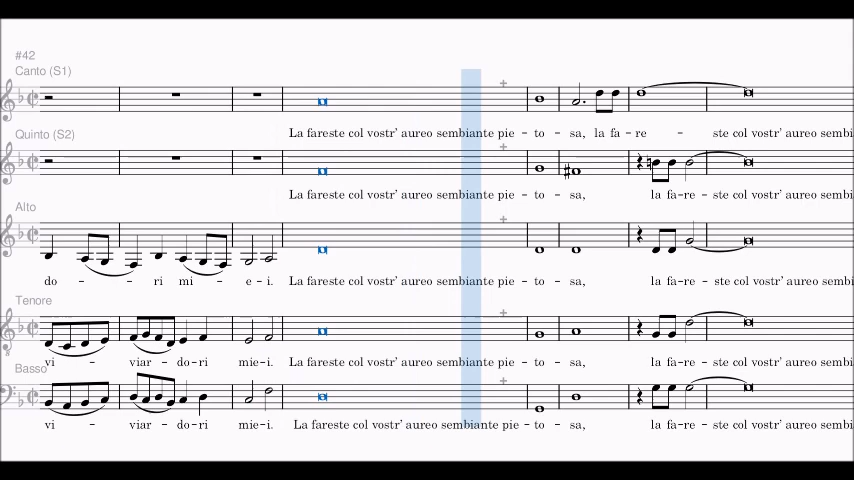 #42
Canto (S1)
La fareste col vostr' aureo sembiante pie – to – sa, la fa – re – ste col vostr' aureo sembi
Quinto (S2)
La fareste col vostr' aureo sembiante pie – to – sa, la fa – re – ste col vostr' aureo sembi
Alto
do – – ri mi – e – i. La fareste col vostr' aureo sembiante pie – to – sa, la fa – re – ste col vostr' aureo sembi
Tenore
vi – viar – do – ri mie – i. La fareste col vostr' aureo sembiante pie – to – sa, la fa – re – ste col vostr' aureo sembi
Basso
vi – viar – do – ri mie – i. La fareste col vostr' aureo sembiante pie – to – sa, la fa – re – ste col vostr' aureo sembi